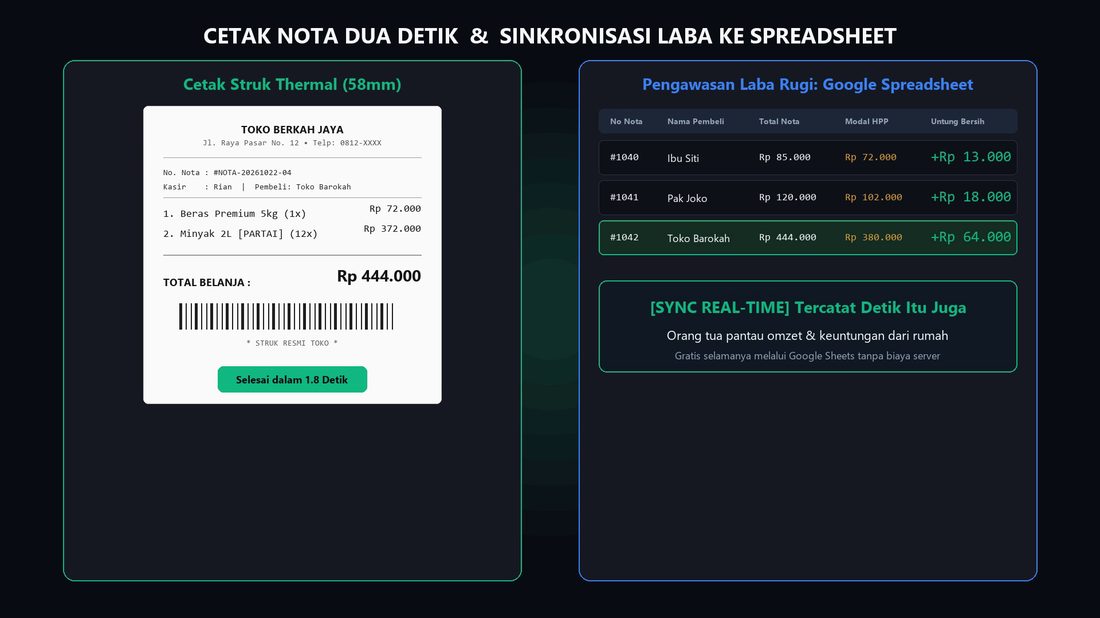 CETAK NOTA DUA DETIK & SINKRONISASI LABA KE SPREADSHEET
Cetak Struk Thermal (58mm)
TOKO BERKAH JAYA
Jl. Raya Pasar No. 12 • Telp: 0812-XXXX
No. Nota : #NOTA-20261022-04
Kasir : Rian | Pembeli: Toko Barokah
1. Beras Premium 5kg (1x) Rp 72.000
2. Minyak 2L [PARTAI] (12x) Rp 372.000
TOTAL BELANJA : Rp 444.000
* STRUK RESMI TOKO *
Selesai dalam 1.8 Detik
Pengawasan Laba Rugi: Google Spreadsheet
No Nota Nama Pembeli Total Nota Modal HPP Untung Bersih
#1040 Ibu Siti Rp 85.000 Rp 72.000 +Rp 13.000
#1041 Pak Joko Rp 120.000 Rp 102.000 +Rp 18.000
#1042 Toko Barokah Rp 444.000 Rp 380.000 +Rp 64.000
[SYNC REAL-TIME] Tercatat Detik Itu Juga
Orang tua pantau omzet & keuntungan dari rumah
Gratis selamanya melalui Google Sheets tanpa biaya server